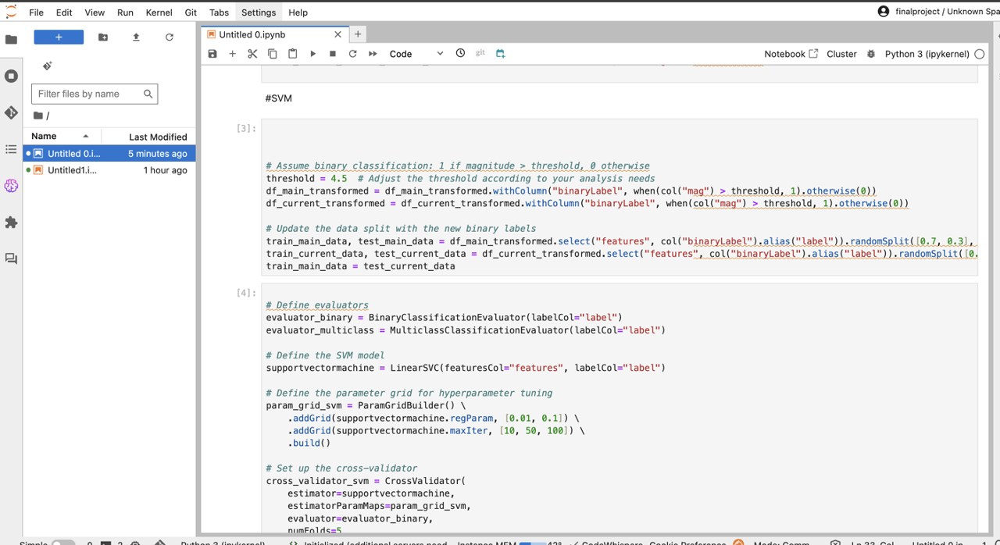 File Edit View Run Kernel Git Tabs Settings Help
finalproject / Unknown Spa
Untitled 0.ipynb
Code
git
Notebook
Cluster
Python 3 (ipykernel)
Filter files by name
/
Name
Last Modified
Untitled 0.i... 5 minutes ago
Untitled1.i... 1 hour ago
#SVM
[3]:
# Assume binary classification: 1 if magnitude > threshold, 0 otherwise
threshold = 4.5  # Adjust the threshold according to your analysis needs
df_main_transformed = df_main_transformed.withColumn("binaryLabel", when(col("mag") > threshold, 1).otherwise(0))
df_current_transformed = df_current_transformed.withColumn("binaryLabel", when(col("mag") > threshold, 1).otherwise(0))
# Update the data split with the new binary labels
train_main_data, test_main_data = df_main_transformed.select("features", col("binaryLabel").alias("label")).randomSplit([0.7, 0.3],
train_current_data, test_current_data = df_current_transformed.select("features", col("binaryLabel").alias("label")).randomSplit([0.
train_main_data = test_current_data
[4]:
# Define evaluators
evaluator_binary = BinaryClassificationEvaluator(labelCol="label")
evaluator_multiclass = MulticlassClassificationEvaluator(labelCol="label")
# Define the SVM model
supportvectormachine = LinearSVC(featuresCol="features", labelCol="label")
# Define the parameter grid for hyperparameter tuning
param_grid_svm = ParamGridBuilder() \
    .addGrid(supportvectormachine.regParam, [0.01, 0.1]) \
    .addGrid(supportvectormachine.maxIter, [10, 50, 100]) \
    .build()
# Set up the cross-validator
cross_validator_svm = CrossValidator(
    estimator=supportvectormachine,
    estimatorParamMaps=param_grid_svm,
    evaluator=evaluator_binary,
    numFolds=5
Simple 0 2 Python 3 (ipykernel) Initialized (additional servers need Instance MEM 42% CodeWhispere Cookie Preference Mode: Comm Ln 33, Col Untitled 0.in 1